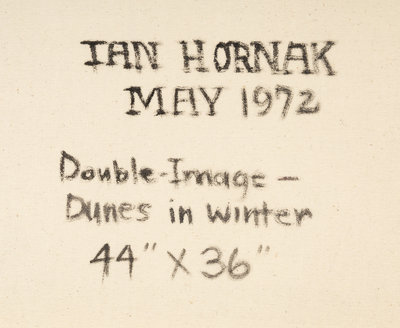 IAN HORNAK
MAY 1972
Double-Image –
Dunes in Winter
44" X 36"